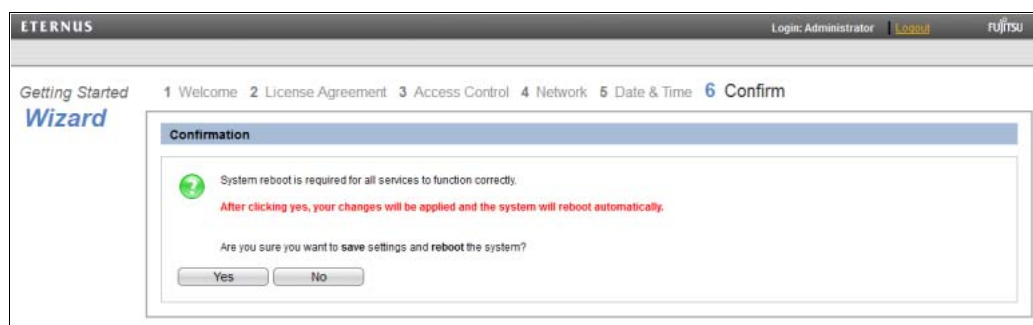 ETERNUS
Login: Administrator Logout FUJITSU
Getting Started
Wizard
1 Welcome 2 License Agreement 3 Access Control 4 Network 5 Date & Time 6 Confirm
Confirmation
System reboot is required for all services to function correctly.
After clicking yes, your changes will be applied and the system will reboot automatically.
Are you sure you want to save settings and reboot the system?
Yes No